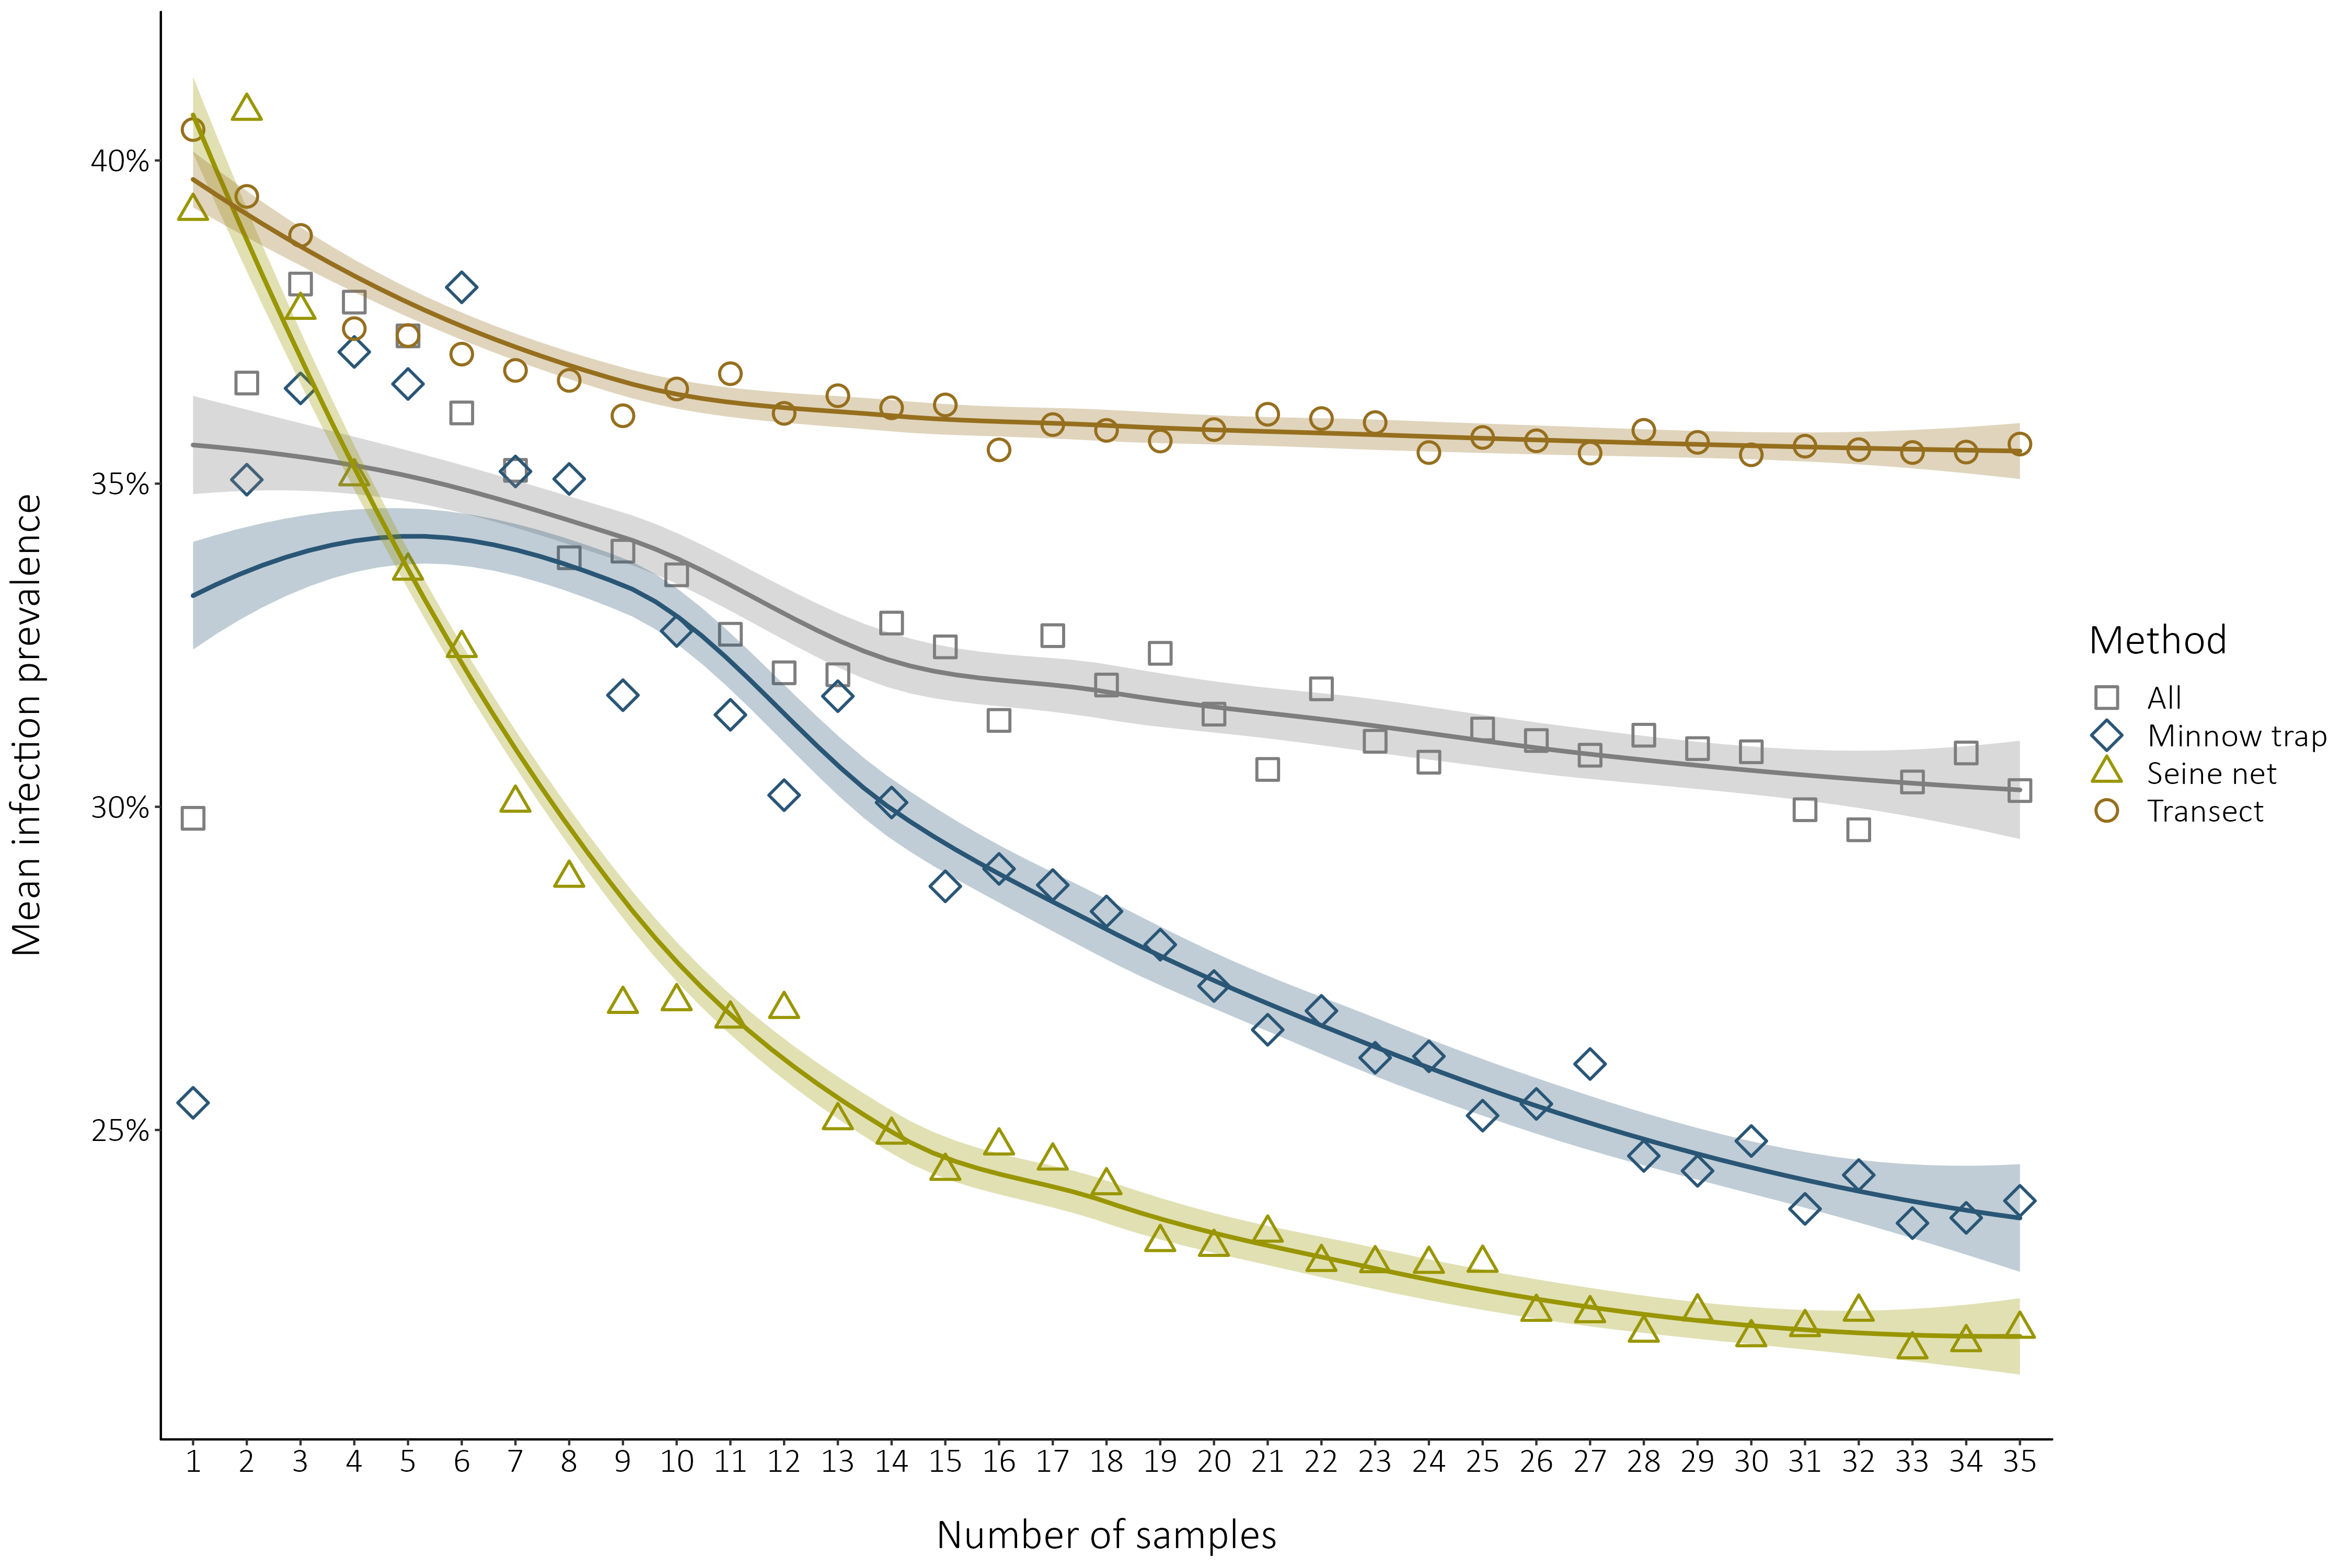 Mean infection prevalence
40%
35%
30%
25%
1 2 3 4 5 6 7 8 9 10 11 12 13 14 15 16 17 18 19 20 21 22 23 24 25 26 27 28 29 30 31 32 33 34 35
Number of samples
Method
All
Minnow trap
Seine net
Transect